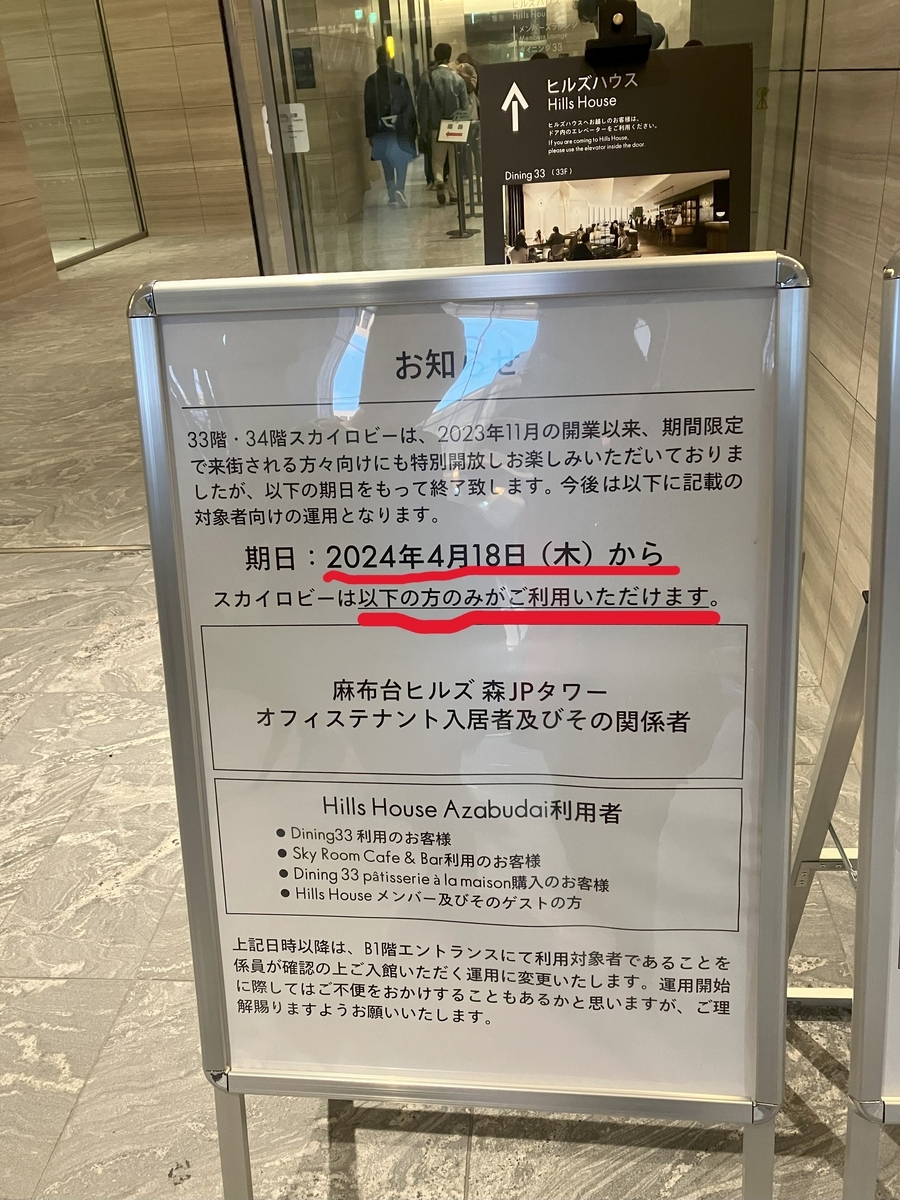 Hills House
メンバーズラウンジ
Members Lounge
ダイニング 33
ヒルズハウス
Hills House
ヒルズハウスへお越しのお客様は、
ドア内のエレベーターをご利用ください。
If you are coming to Hills House,
please use the elevator inside the door.
Dining 33 (33F)
お知らせ
33階・34階スカイロビーは、2023年11月の開業以来、期間限定
で来街される方々向けにも特別開放しお楽しみいただいておりま
したが、以下の期日をもって終了致します。今後は以下に記載の
対象者向けの運用となります。
期日：2024年4月18日（木）から
スカイロビーは以下の方のみがご利用いただけます。
麻布台ヒルズ 森JPタワー
オフィステナント入居者及びその関係者
Hills House Azabudai利用者
● Dining33 利用のお客様
● Sky Room Cafe & Bar利用のお客様
● Dining 33 pâtisserie à la maison購入のお客様
● Hills House メンバー及びそのゲストの方
上記日時以降は、B1階エントランスにて利用対象者であることを
係員が確認の上ご入館いただく運用に変更いたします。運用開始
に際してはご不便をおかけすることもあるかと思いますが、ご理
解賜りますようお願いいたします。